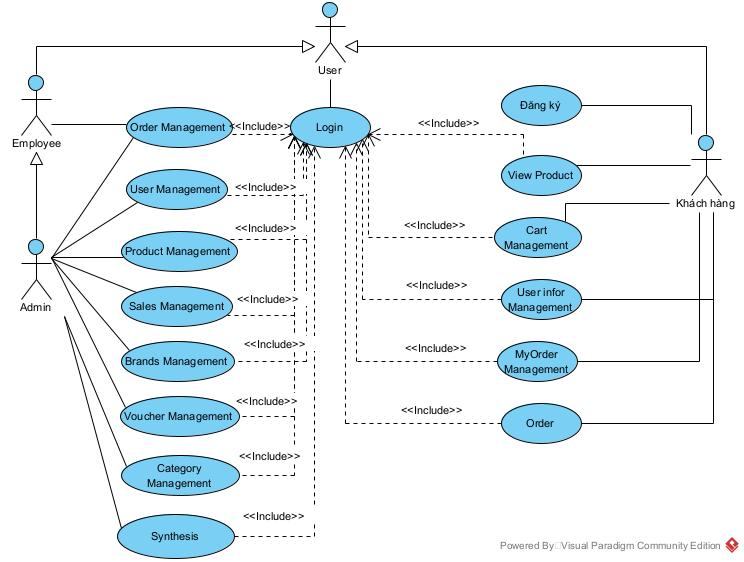 User
Employee
Order Management
<<Include>>
Login
<<Include>>
Đăng ký
User Management
<<Include>>
View Product
Khách hàng
Product Management
<<Include>>
<<Include>>
Cart
Management
Admin
Sales Management
<<Include>>
<<Include>>
User infor
Management
Brands Management
<<Include>>
<<Include>>
MyOrder
Management
Voucher Management
<<Include>>
<<Include>>
Order
Category
Management
<<Include>>
Synthesis
<<Include>>
Powered By Visual Paradigm Community Edition